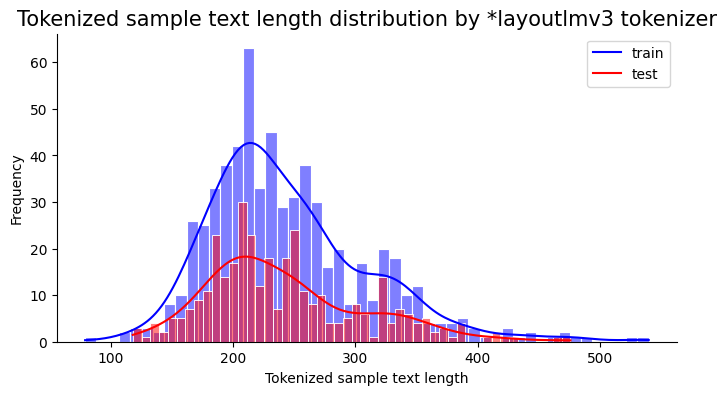 Tokenized sample text length distribution by *layoutlmv3 tokenizer
train
test
Frequency
60
50
40
30
20
10
0
100 200 300 400 500
Tokenized sample text length